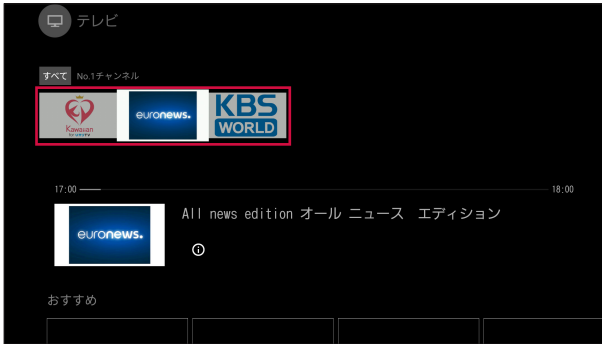 テレビ
すべて No.1チャンネル
Kawaiian
euronews.
KBS
WORLD
17:00
18:00
euronews.
All news edition オール ニュース エディション
おすすめ